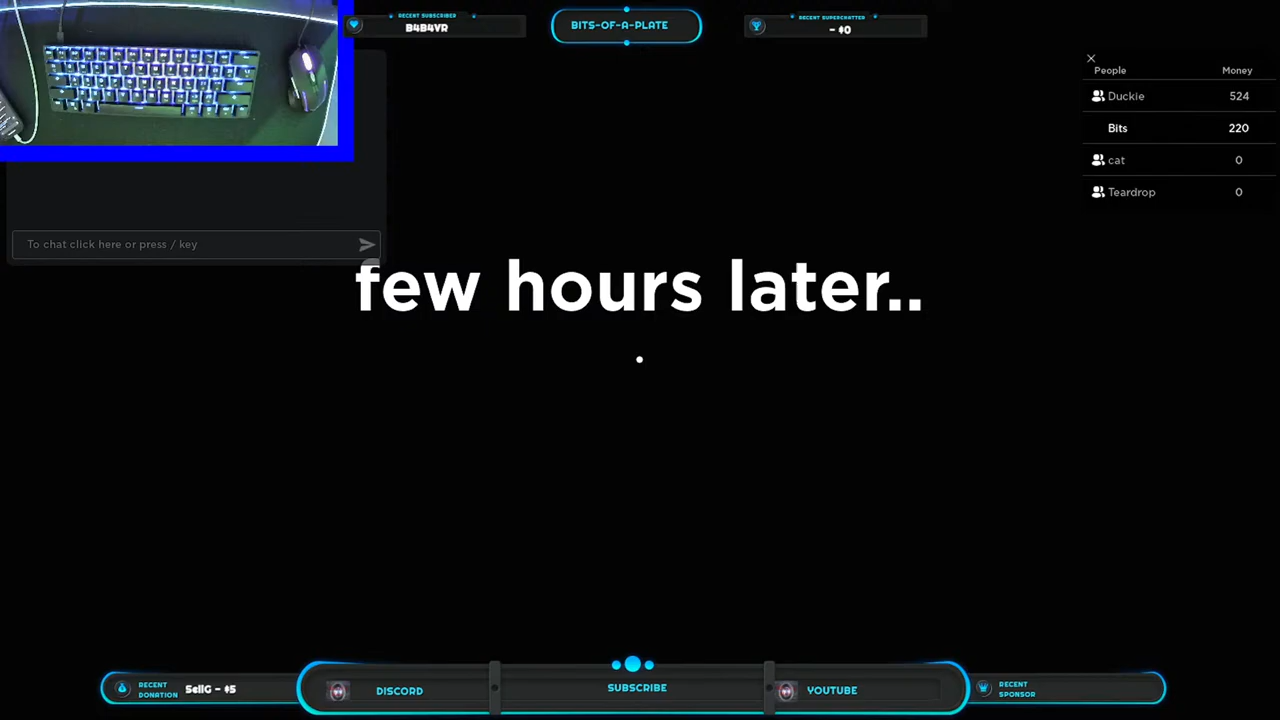 RECENT SUBSCRIBER
B4B4VR
BITS-OF-A-PLATE
RECENT SUPERCHATTER
- $0
People Money
Duckie 524
Bits 220
cat 0
Teardrop 0
To chat click here or press / key
few hours later..
RECENT DONATION
SellG - $5
DISCORD
SUBSCRIBE
YOUTUBE
RECENT SPONSOR